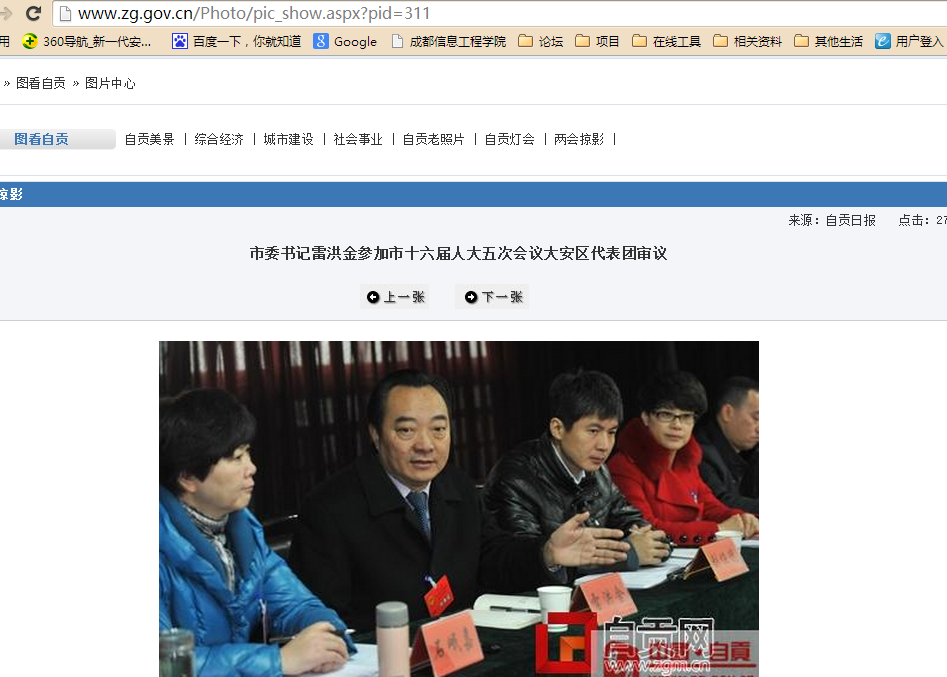 www.zg.gov.cn/Photo/pic_show.aspx?pid=311
用 360导航_新一代安... 百度一下，你就知道 Google 成都信息工程学院 论坛 项目 在线工具 相关资料 其他生活 用户登入
» 图看自贡 » 图片中心
图看自贡 自贡美景 | 综合经济 | 城市建设 | 社会事业 | 自贡老照片 | 自贡灯会 | 两会掠影 |
掠影
来源：自贡日报 点击：27
市委书记雷洪金参加市十六届人大五次会议大安区代表团审议
上一张 下一张
雷洪金
自贡网
www.zgm.cn
自貢